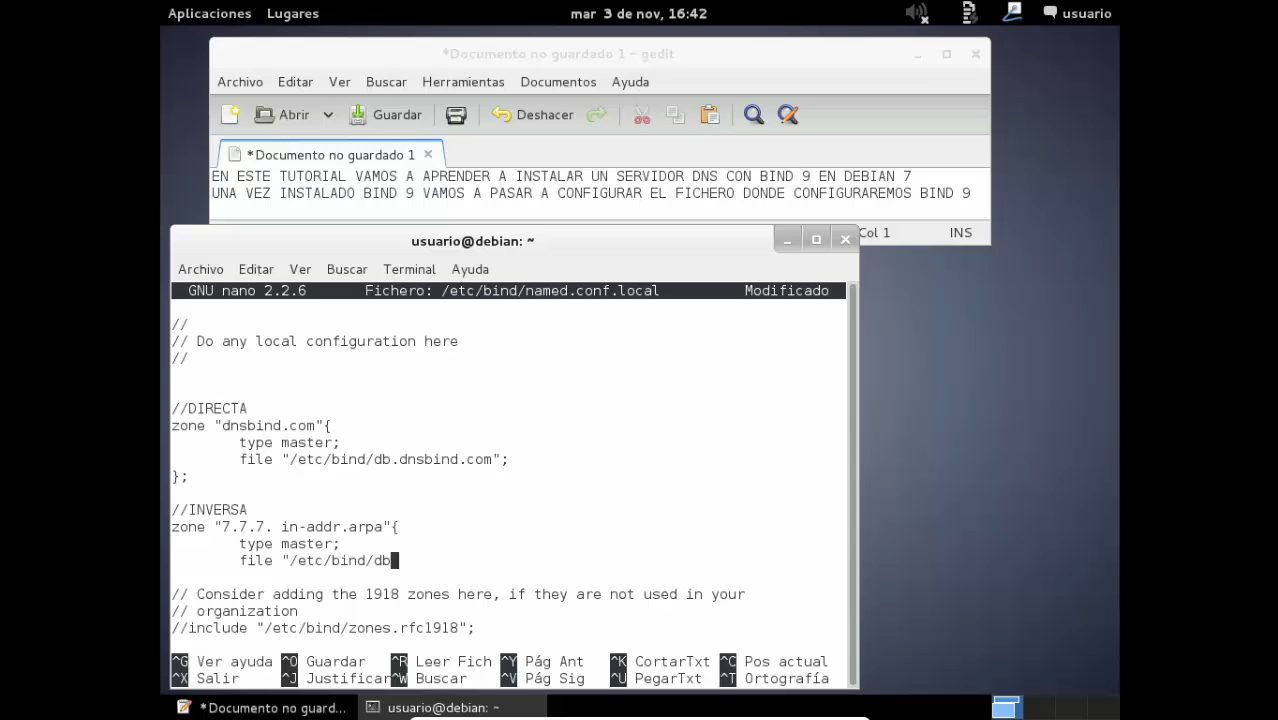 Aplicaciones Lugares mar 3 de nov, 16:42 usuario
*Documento no guardado 1 - gedit
Archivo Editar Ver Buscar Herramientas Documentos Ayuda
Abrir Guardar Deshacer
*Documento no guardado 1
EN ESTE TUTORIAL VAMOS A APRENDER A INSTALAR UN SERVIDOR DNS CON BIND 9 EN DEBIAN 7
UNA VEZ INSTALADO BIND 9 VAMOS A PASAR A CONFIGURAR EL FICHERO DONDE CONFIGURAREMOS BIND 9
Col 1 INS
usuario@debian: ~
Archivo Editar Ver Buscar Terminal Ayuda
GNU nano 2.2.6 Fichero: /etc/bind/named.conf.local Modificado
//
// Do any local configuration here
//
//DIRECTA
zone "dnsbind.com"{
type master;
file "/etc/bind/db.dnsbind.com";
};
//INVERSA
zone "7.7.7. in-addr.arpa"{
type master;
file "/etc/bind/db
// Consider adding the 1918 zones here, if they are not used in your
// organization
//include "/etc/bind/zones.rfc1918";
^G Ver ayuda ^O Guardar ^R Leer Fich ^Y Pág Ant ^K CortarTxt ^C Pos actual
^X Salir ^J Justificar ^W Buscar ^V Pág Sig ^U PegarTxt ^T Ortografía
*Documento no guard... usuario@debian: ~